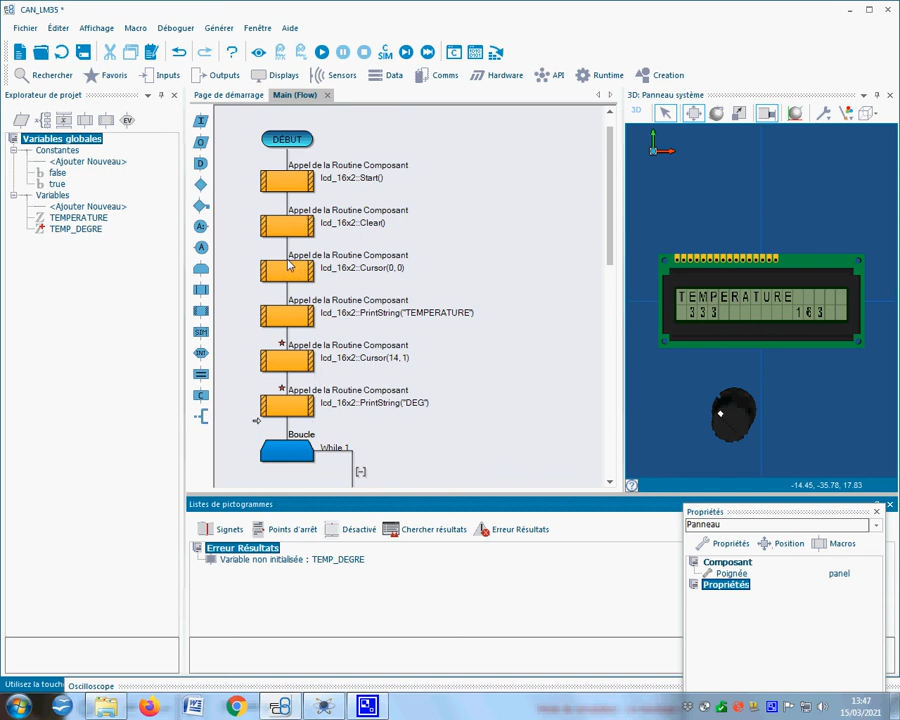 CAN_LM35 *
Fichier Éditer Affichage Macro Déboguer Générer Fenêtre Aide
Rechercher Favoris Inputs Outputs Displays Sensors Data Comms Hardware API Runtime Creation
Explorateur de projet
Page de démarrage Main (Flow)
3D: Panneau système
3D
Variables globales
Constantes
<Ajouter Nouveau>
false
true
Variables
<Ajouter Nouveau>
TEMPERATURE
TEMP_DEGRE
DÉBUT
Appel de la Routine Composant
lcd_16x2::Start()
Appel de la Routine Composant
lcd_16x2::Clear()
Appel de la Routine Composant
lcd_16x2::Cursor(0, 0)
Appel de la Routine Composant
lcd_16x2::PrintString("TEMPERATURE")
Appel de la Routine Composant
lcd_16x2::Cursor(14, 1)
Appel de la Routine Composant
lcd_16x2::PrintString("DEG")
Boucle
While 1
[-]
TEMPERATURE
333
-14.45, -35.78, 17.83
Listes de pictogrammes
Signets Points d'arrêt Désactivé Chercher résultats Erreur Résultats
Erreur Résultats
Variable non initialisée : TEMP_DEGRE
Propriétés
Panneau
Propriétés Position Macros
Composant
Poignée panel
Propriétés
Utilisez la touch
Oscilloscope
13:47
15/03/2021